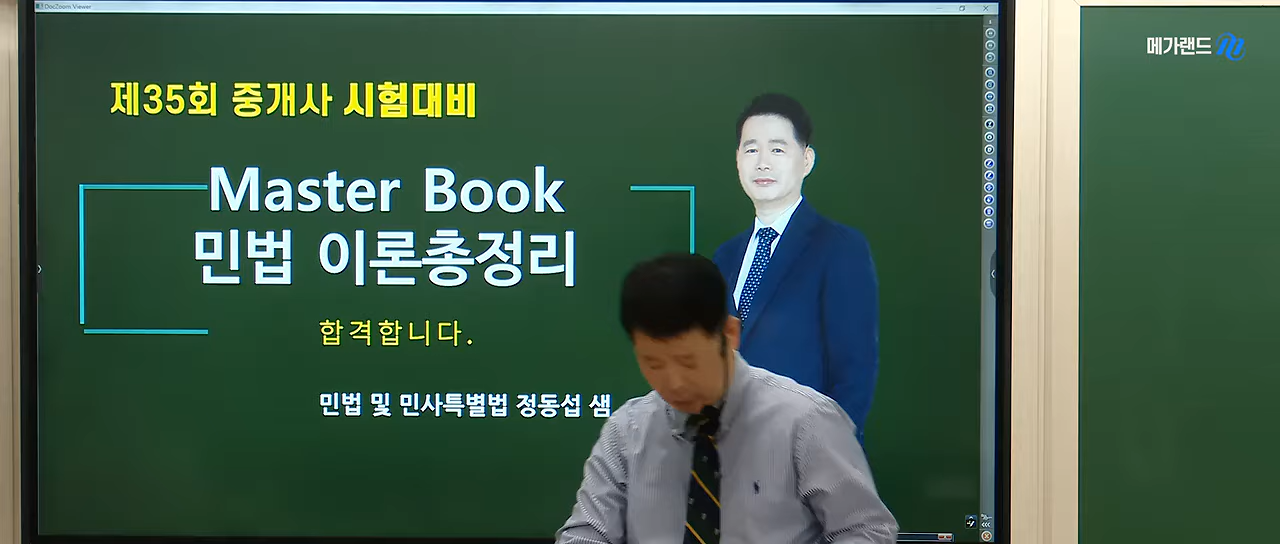 DocZoom Viewer
메가랜드
제35회 중개사 시험대비
Master Book
민법 이론총정리
합격합니다.
민법 및 민사특별법 정동섭 샘